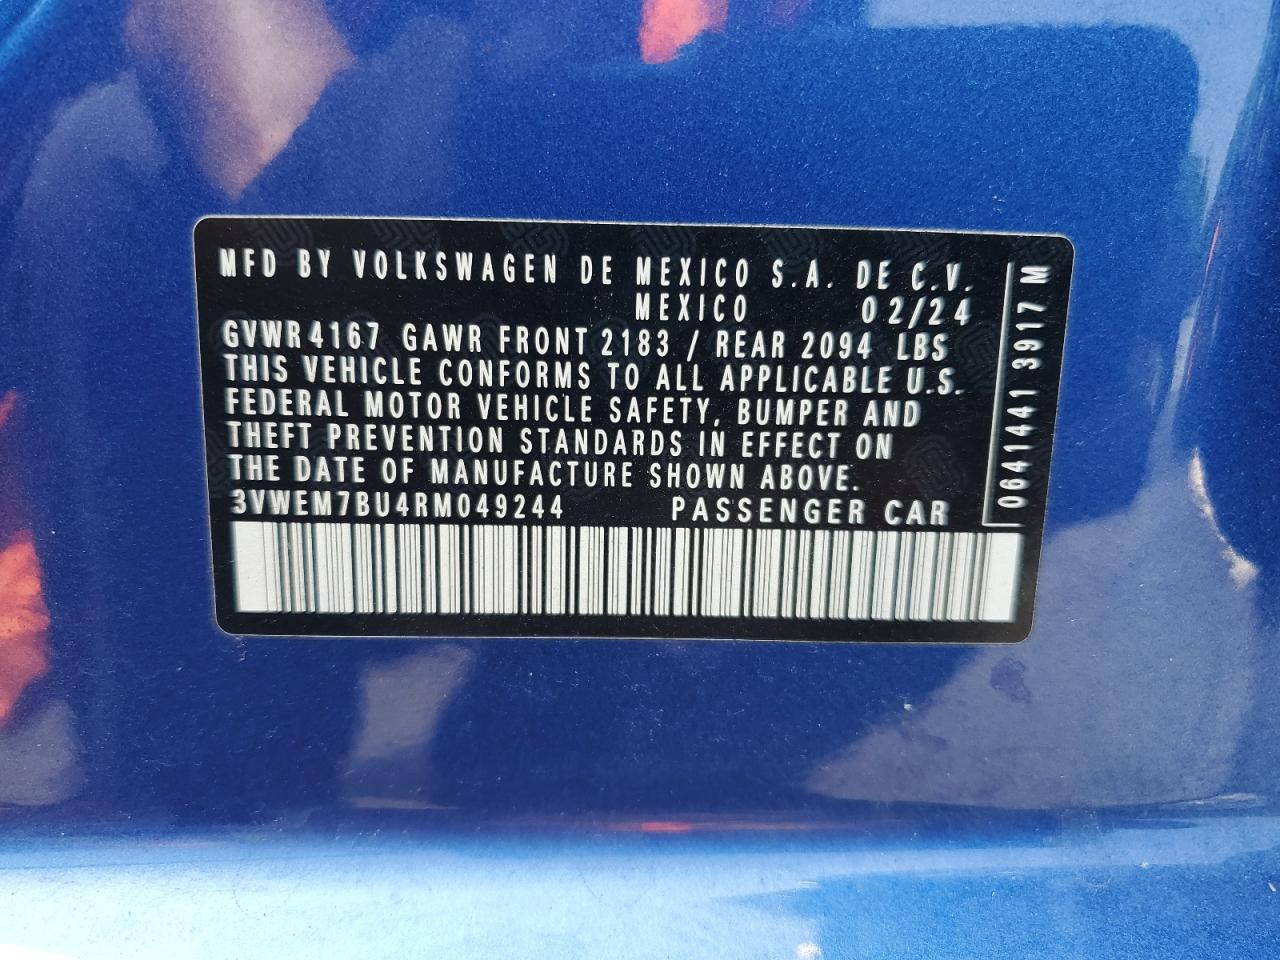 MFD BY VOLKSWAGEN DE MEXICO S.A. DE C.V.
MEXICO 02/24
GVWR 4167 GAWR FRONT 2183 / REAR 2094 LBS
THIS VEHICLE CONFORMS TO ALL APPLICABLE U.S.
FEDERAL MOTOR VEHICLE SAFETY, BUMPER AND
THEFT PREVENTION STANDARDS IN EFFECT ON
THE DATE OF MANUFACTURE SHOWN ABOVE.
3VWEM7BU4RM049244 PASSENGER CAR
0641441 3917 M